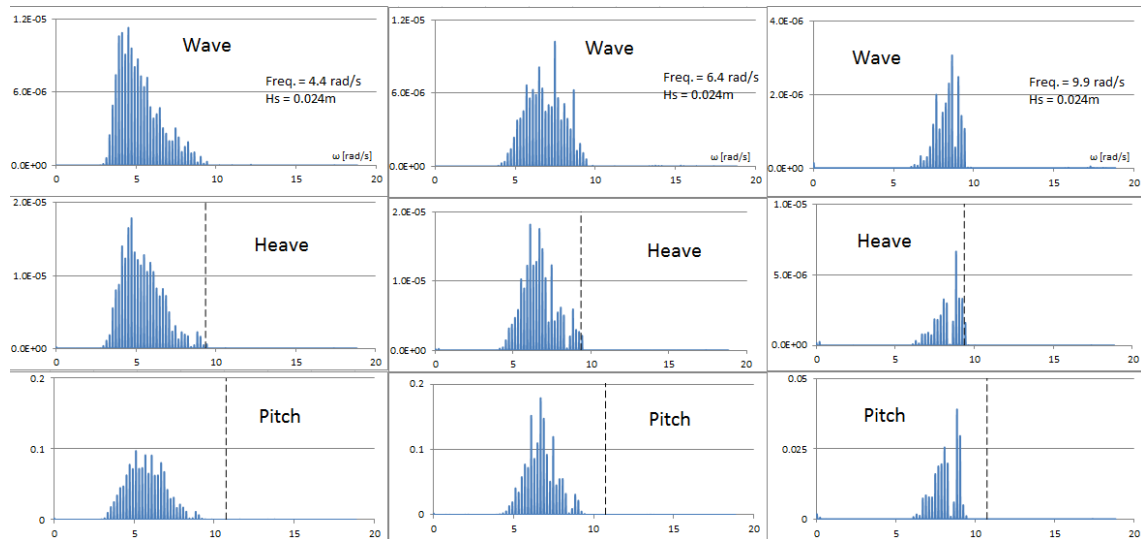 1.2E-05
6.0E-06
0.0E+00
Wave
Freq. = 4.4 rad/s
Hs = 0.024m
ω [rad/s]
0 5 10 15 20
1.2E-05
6.0E-06
0.0E+00
Wave
Freq. = 6.4 rad/s
Hs = 0.024m
ω [rad/s]
0 5 10 15 20
4.0E-06
2.0E-06
0.0E+00
Wave
Freq. = 9.9 rad/s
Hs = 0.024m
ω [rad/s]
0 5 10 15 20
2.0E-05
1.0E-05
0.0E+00
Heave
0 5 10 15 20
2.0E-05
1.0E-05
0.0E+00
Heave
0 5 10 15 20
1.0E-05
5.0E-06
0.0E+00
Heave
0 5 10 15 20
0.2
0.1
0
Pitch
0 5 10 15 20
0.2
0.1
0
Pitch
0 5 10 15 20
0.05
0.025
0
Pitch
0 5 10 15 20